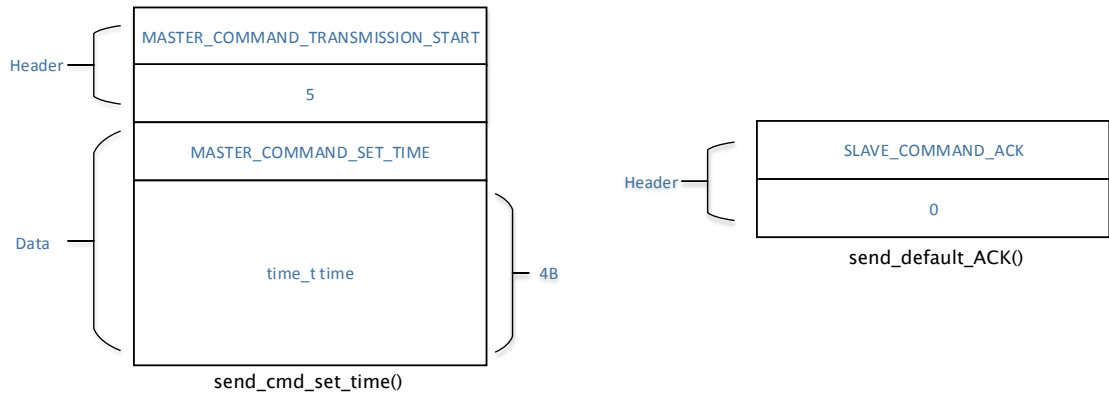 MASTER_COMMAND_TRANSMISSION_START
Header
5
MASTER_COMMAND_SET_TIME
Data
time_t time
4B
send_cmd_set_time()
SLAVE_COMMAND_ACK
Header
0
send_default_ACK()